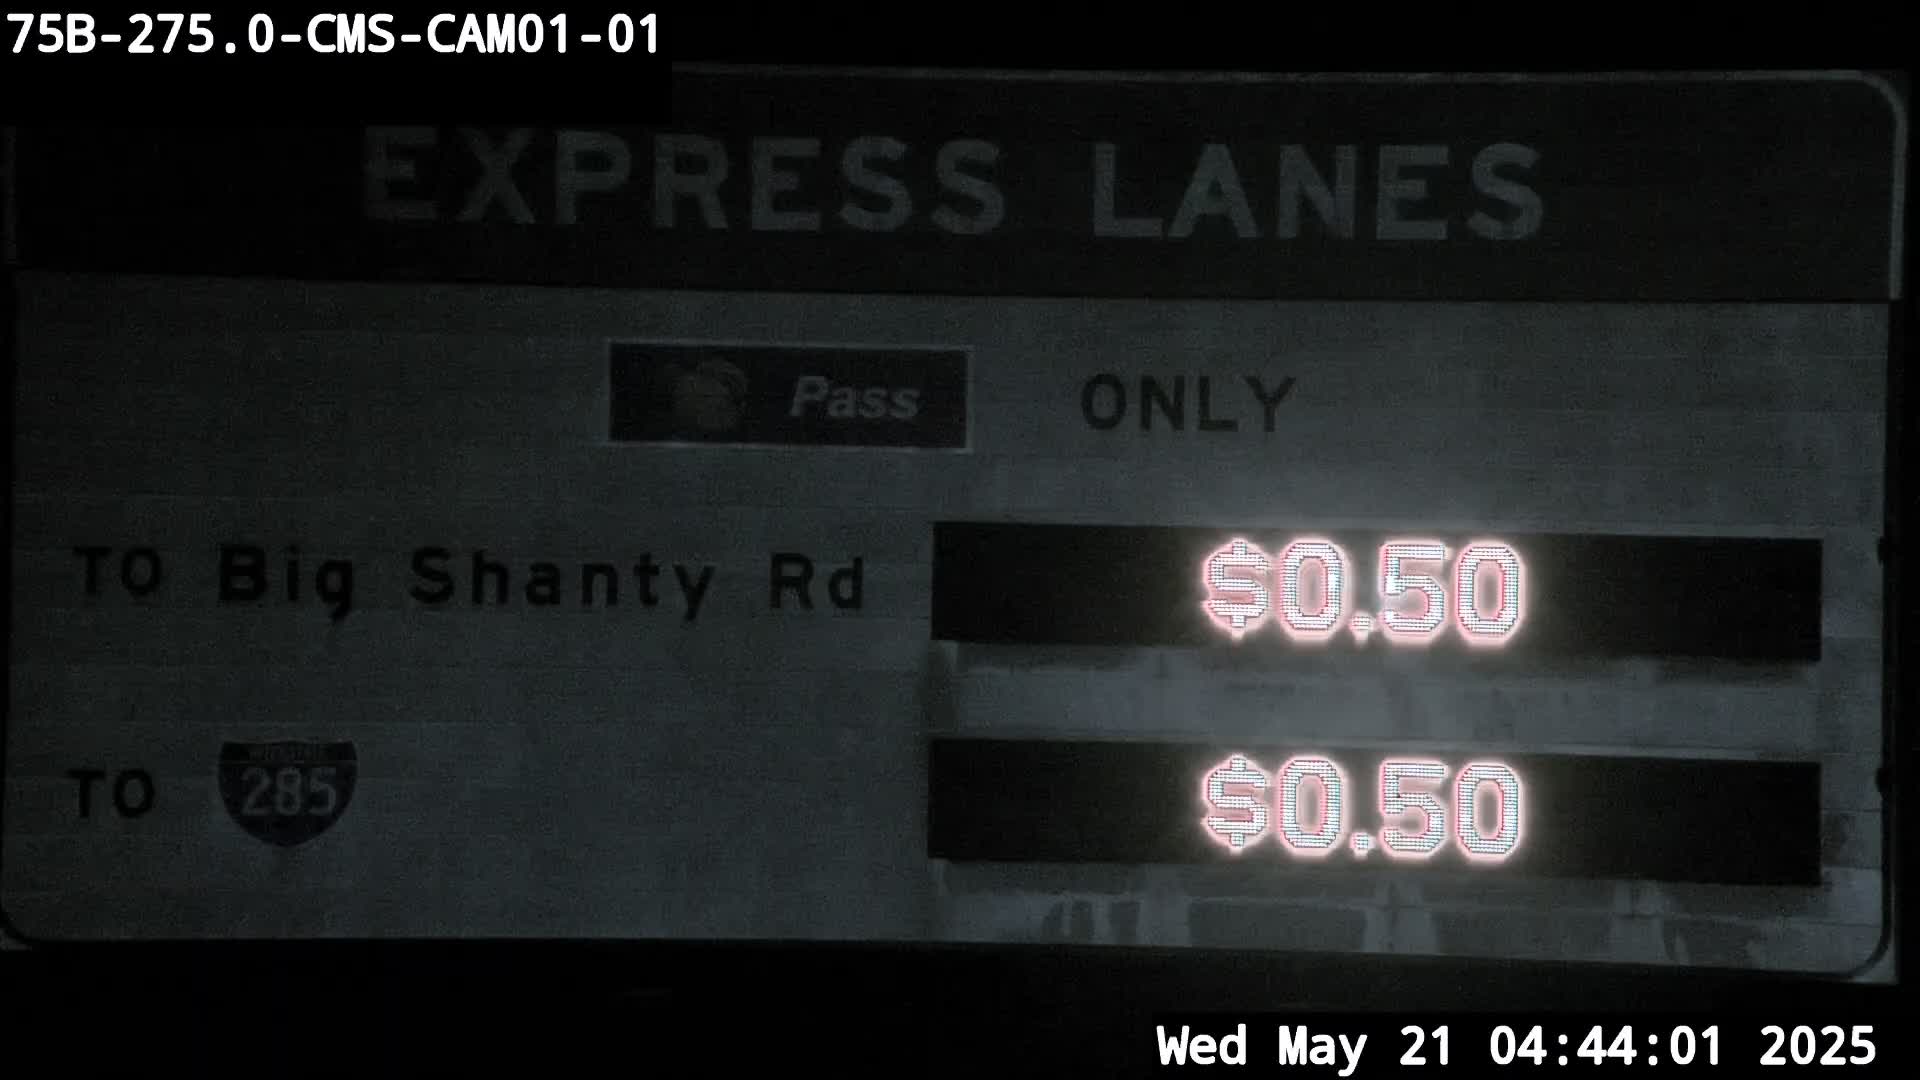 75B-275.0-CMS-CAM01-01
EXPRESS LANES
Pass ONLY
TO Big Shanty Rd $0.50
INTERSTATE
TO 285 $0.50
Wed May 21 04:44:01 2025